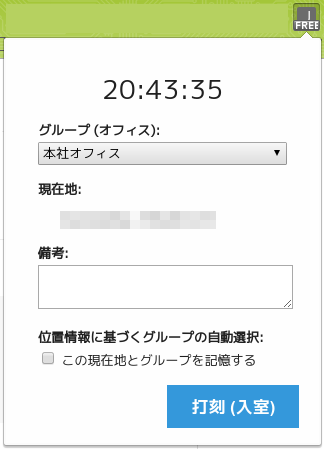 FREE
20:43:35
グループ (オフィス):
本社オフィス
現在地:
備考:
位置情報に基づくグループの自動選択:
この現在地とグループを記憶する
打刻 (入室)